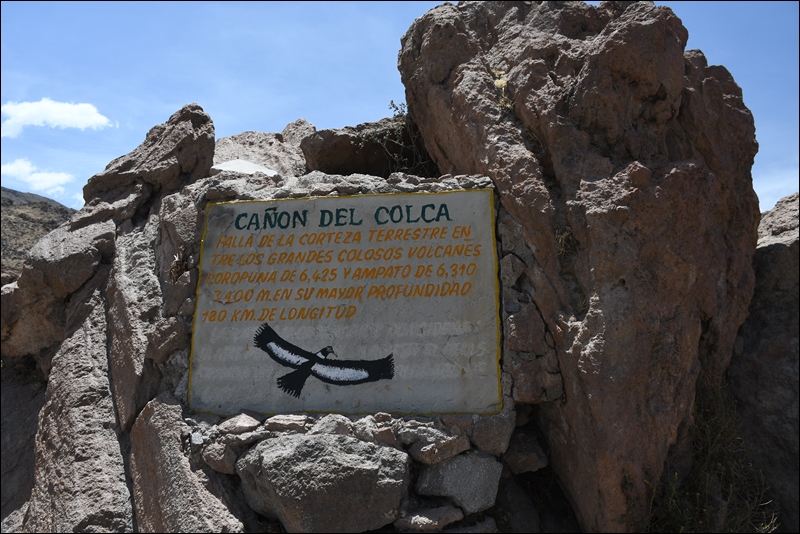 CAÑON DEL COLCA
FALLA DE LA CORTEZA TERRESTRE EN
TRE LOS GRANDES COLOSOS VOLCANES
COROPUNA DE 6,425 Y AMPATO DE 6,310
3,400 M. EN SU MAYOR PROFUNDIDAD
180 KM. DE LONGITUD